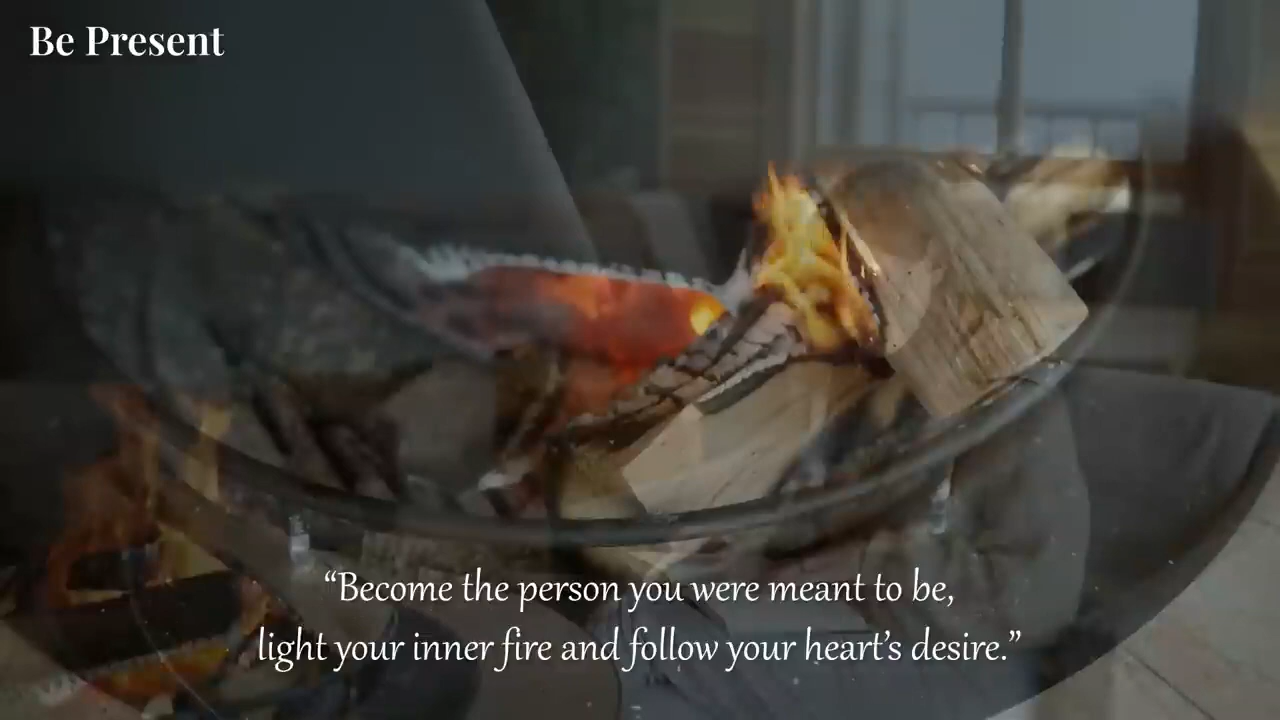 Be Present
“Become the person you were meant to be,
light your inner fire and follow your heart’s desire.”